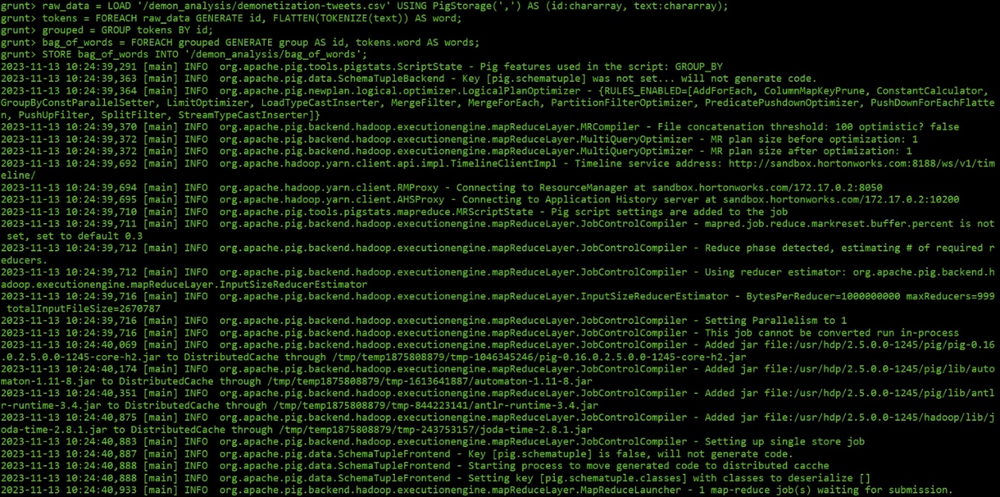 grunt> raw_data = LOAD '/demon_analysis/demonetization-tweets.csv' USING PigStorage(',') AS (id:chararray, text:chararray);
grunt> tokens = FOREACH raw_data GENERATE id, FLATTEN(TOKENIZE(text)) AS word;
grunt> grouped = GROUP tokens BY id;
grunt> bag_of_words = FOREACH grouped GENERATE group AS id, tokens.word AS words;
grunt> STORE bag_of_words INTO '/demon_analysis/bag_of_words';
2023-11-13 10:24:39,291 [main] INFO  org.apache.pig.tools.pigstats.ScriptState - Pig features used in the script: GROUP_BY
2023-11-13 10:24:39,363 [main] INFO  org.apache.pig.data.SchemaTupleBackend - Key [pig.schematuple] was not set... will not generate code.
2023-11-13 10:24:39,364 [main] INFO  org.apache.pig.newplan.logical.optimizer.LogicalPlanOptimizer - {RULES_ENABLED=[AddForEach, ColumnMapKeyPrune, ConstantCalculator,
GroupByConstParallelSetter, LimitOptimizer, LoadTypeCastInserter, MergeFilter, MergeForEach, PartitionFilterOptimizer, PredicatePushdownOptimizer, PushDownForEachFlatte
n, PushUpFilter, SplitFilter, StreamTypeCastInserter]}
2023-11-13 10:24:39,370 [main] INFO  org.apache.pig.backend.hadoop.executionengine.mapReduceLayer.MRCompiler - File concatenation threshold: 100 optimistic? false
2023-11-13 10:24:39,372 [main] INFO  org.apache.pig.backend.hadoop.executionengine.mapReduceLayer.MultiQueryOptimizer - MR plan size before optimization: 1
2023-11-13 10:24:39,372 [main] INFO  org.apache.pig.backend.hadoop.executionengine.mapReduceLayer.MultiQueryOptimizer - MR plan size after optimization: 1
2023-11-13 10:24:39,692 [main] INFO  org.apache.hadoop.yarn.client.api.impl.TimelineClientImpl - Timeline service address: http://sandbox.hortonworks.com:8188/ws/v1/tim
eline/
2023-11-13 10:24:39,694 [main] INFO  org.apache.hadoop.yarn.client.RMProxy - Connecting to ResourceManager at sandbox.hortonworks.com/172.17.0.2:8050
2023-11-13 10:24:39,695 [main] INFO  org.apache.hadoop.yarn.client.AHSProxy - Connecting to Application History server at sandbox.hortonworks.com/172.17.0.2:10200
2023-11-13 10:24:39,710 [main] INFO  org.apache.pig.tools.pigstats.mapreduce.MRScriptState - Pig script settings are added to the job
2023-11-13 10:24:39,711 [main] INFO  org.apache.pig.backend.hadoop.executionengine.mapReduceLayer.JobControlCompiler - mapred.job.reduce.markreset.buffer.percent is not
 set, set to default 0.3
2023-11-13 10:24:39,712 [main] INFO  org.apache.pig.backend.hadoop.executionengine.mapReduceLayer.JobControlCompiler - Reduce phase detected, estimating # of required r
educers.
2023-11-13 10:24:39,712 [main] INFO  org.apache.pig.backend.hadoop.executionengine.mapReduceLayer.JobControlCompiler - Using reducer estimator: org.apache.pig.backend.h
adoop.executionengine.mapReduceLayer.InputSizeReducerEstimator
2023-11-13 10:24:39,716 [main] INFO  org.apache.pig.backend.hadoop.executionengine.mapReduceLayer.InputSizeReducerEstimator - BytesPerReducer=1000000000 maxReducers=999
 totalInputFileSize=2670787
2023-11-13 10:24:39,716 [main] INFO  org.apache.pig.backend.hadoop.executionengine.mapReduceLayer.JobControlCompiler - Setting Parallelism to 1
2023-11-13 10:24:39,716 [main] INFO  org.apache.pig.backend.hadoop.executionengine.mapReduceLayer.JobControlCompiler - This job cannot be converted run in-process
2023-11-13 10:24:40,069 [main] INFO  org.apache.pig.backend.hadoop.executionengine.mapReduceLayer.JobControlCompiler - Added jar file:/usr/hdp/2.5.0.0-1245/pig/pig-0.16
.0.2.5.0.0-1245-core-h2.jar to DistributedCache through /tmp/temp1875808879/tmp-1046345246/pig-0.16.0.2.5.0.0-1245-core-h2.jar
2023-11-13 10:24:40,174 [main] INFO  org.apache.pig.backend.hadoop.executionengine.mapReduceLayer.JobControlCompiler - Added jar file:/usr/hdp/2.5.0.0-1245/pig/lib/auto
maton-1.11-8.jar to DistributedCache through /tmp/temp1875808879/tmp-1613641887/automaton-1.11-8.jar
2023-11-13 10:24:40,351 [main] INFO  org.apache.pig.backend.hadoop.executionengine.mapReduceLayer.JobControlCompiler - Added jar file:/usr/hdp/2.5.0.0-1245/pig/lib/antl
r-runtime-3.4.jar to DistributedCache through /tmp/temp1875808879/tmp-844223141/antlr-runtime-3.4.jar
2023-11-13 10:24:40,875 [main] INFO  org.apache.pig.backend.hadoop.executionengine.mapReduceLayer.JobControlCompiler - Added jar file:/usr/hdp/2.5.0.0-1245/hadoop/lib/j
oda-time-2.8.1.jar to DistributedCache through /tmp/temp1875808879/tmp-243753157/joda-time-2.8.1.jar
2023-11-13 10:24:40,883 [main] INFO  org.apache.pig.backend.hadoop.executionengine.mapReduceLayer.JobControlCompiler - Setting up single store job
2023-11-13 10:24:40,887 [main] INFO  org.apache.pig.data.SchemaTupleFrontend - Key [pig.schematuple] is false, will not generate code.
2023-11-13 10:24:40,888 [main] INFO  org.apache.pig.data.SchemaTupleFrontend - Starting process to move generated code to distributed cacche
2023-11-13 10:24:40,888 [main] INFO  org.apache.pig.data.SchemaTupleFrontend - Setting key [pig.schematuple.classes] with classes to deserialize []
2023-11-13 10:24:40,933 [main] INFO  org.apache.pig.backend.hadoop.executionengine.mapReduceLayer.MapReduceLauncher - 1 map-reduce job(s) waiting for submission.